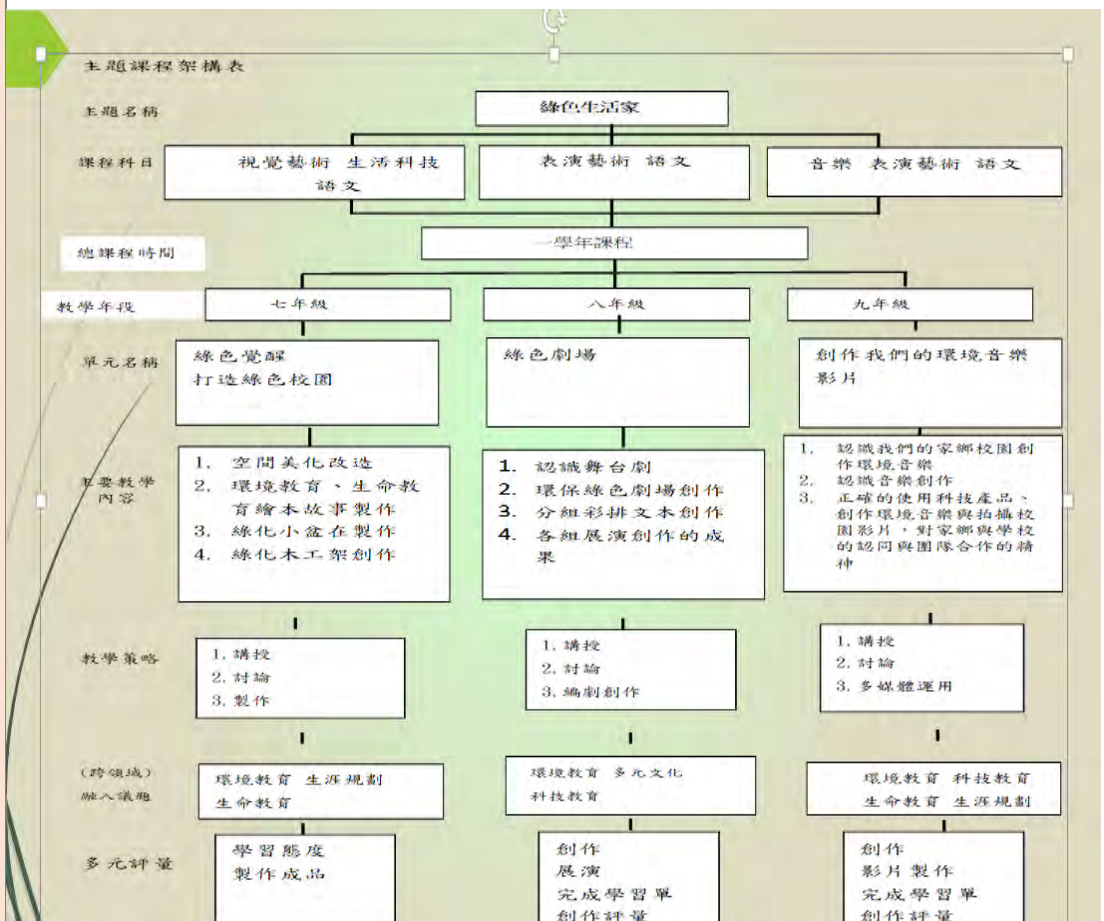 主題課程架構表
主題名稱
綠色生活家
課程科目
視覺藝術 生活科技
語文
表演藝術 語文
音樂 表演藝術 語文
總課程時間
一學年課程
教學年段
七年級
八年級
九年級
單元名稱
綠色覺醒
打造綠色校園
綠色劇場
創作我們的環境音樂
影片
主要教學
內容
1. 空間美化改造
2. 環境教育、生命教
育繪本故事製作
3. 綠化小盆在製作
4. 綠化木工架創作
1. 認識舞台劇
2. 環保綠色劇場創作
3. 分組彩排文本創作
4. 各組展演創作的成
果
1. 認識我們的家鄉校園創
作環境音樂
2. 認識音樂創作
3. 正確的使用科技產品、
創作環境音樂與拍攝校
園影片，對家鄉與學校
的認同與團隊合作的精
神
教學策略
1. 講授
2. 討論
3. 製作
1. 講授
2. 討論
3. 編劇創作
1. 講授
2. 討論
3. 多媒體運用
(跨領域)
融入議題
環境教育 生涯規劃
生命教育
環境教育 多元文化
科技教育
環境教育 科技教育
生命教育 生涯規劃
多元評量
學習態度
製作成品
創作
展演
完成學習單
創作評量
創作
影片製作
完成學習單
創作評量